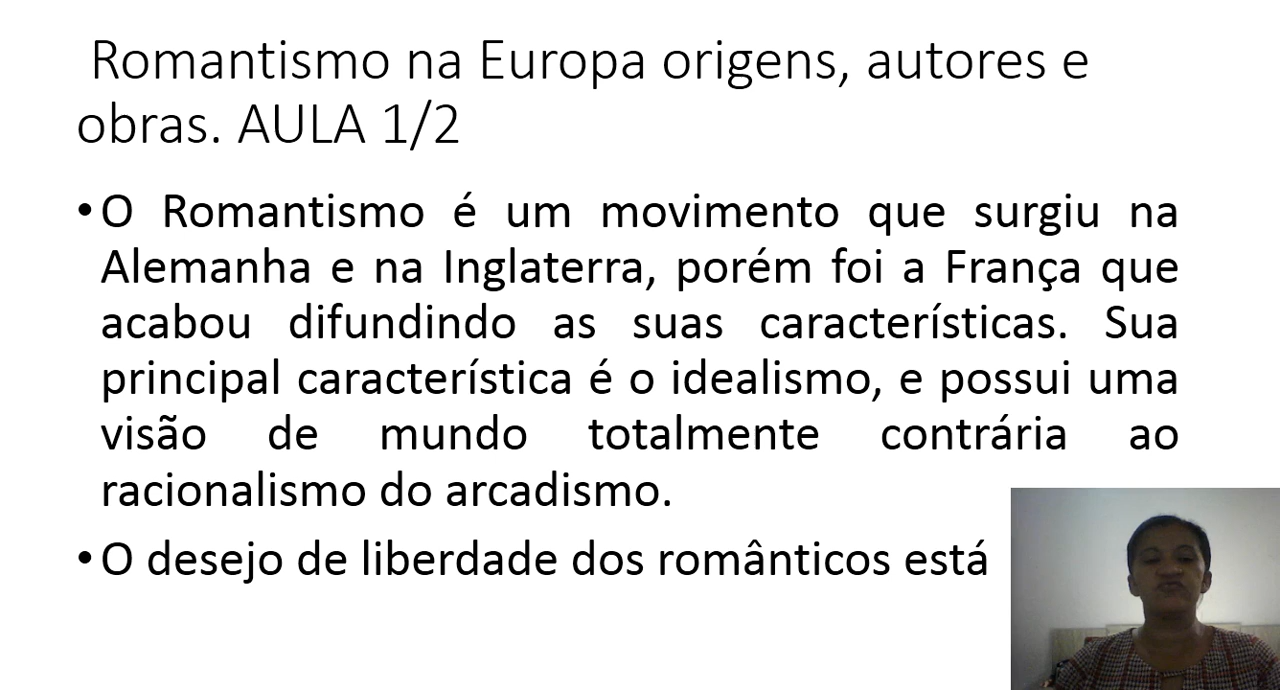 Romantismo na Europa origens, autores e
obras. AULA 1/2
•O Romantismo é um movimento que surgiu na
Alemanha e na Inglaterra, porém foi a França que
acabou difundindo as suas características. Sua
principal característica é o idealismo, e possui uma
visão de mundo totalmente contrária ao
racionalismo do arcadismo.
•O desejo de liberdade dos românticos está